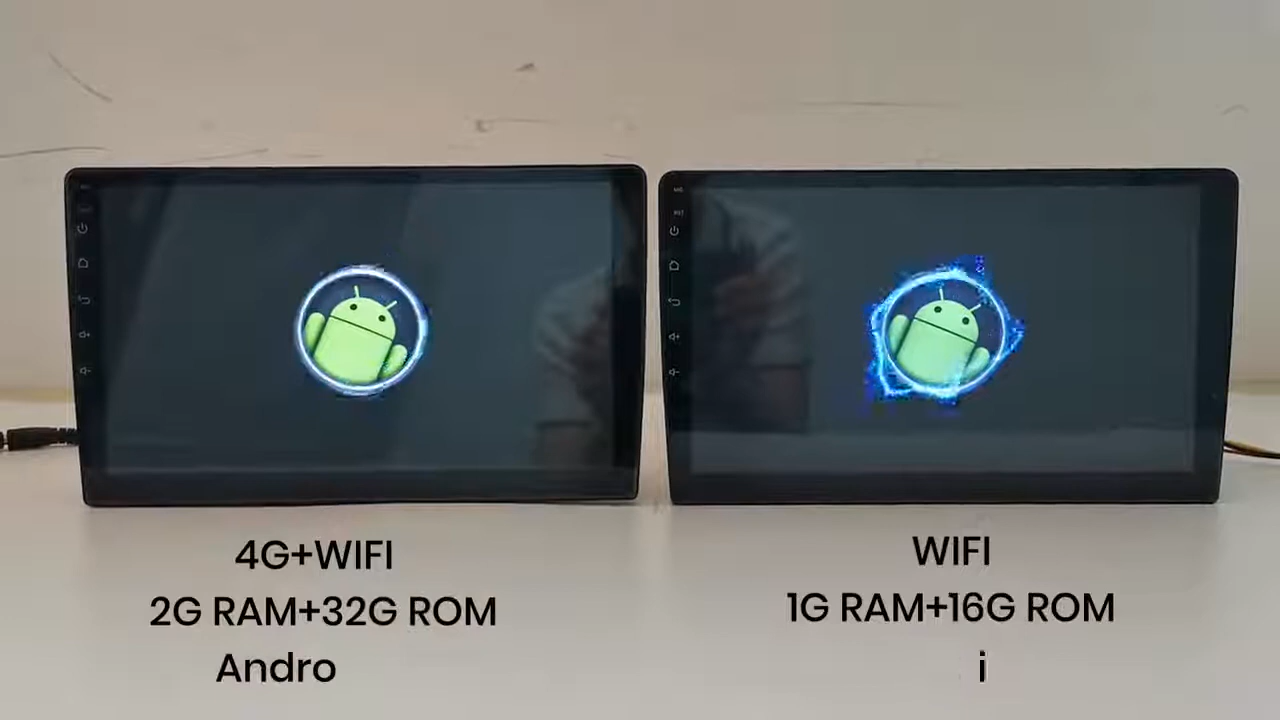 4G+WIFI
2G RAM+32G ROM
Andro
WIFI
1G RAM+16G ROM
i